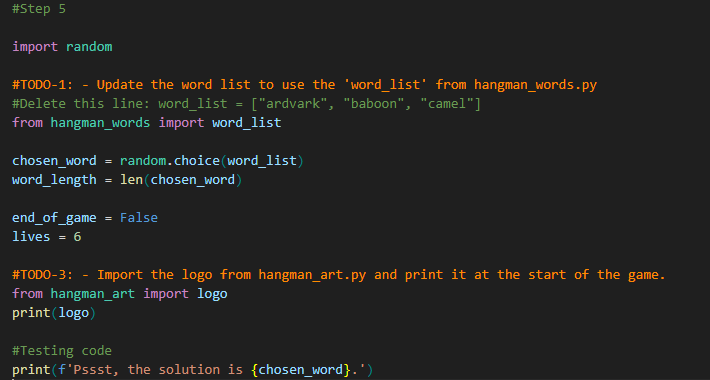 #Step 5
import random
#TODO-1: - Update the word list to use the 'word_list' from hangman_words.py
#Delete this line: word_list = ["ardvark", "baboon", "camel"]
from hangman_words import word_list
chosen_word = random.choice(word_list)
word_length = len(chosen_word)
end_of_game = False
lives = 6
#TODO-3: - Import the logo from hangman_art.py and print it at the start of the game.
from hangman_art import logo
print(logo)
#Testing code
print(f'Pssst, the solution is {chosen_word}.')